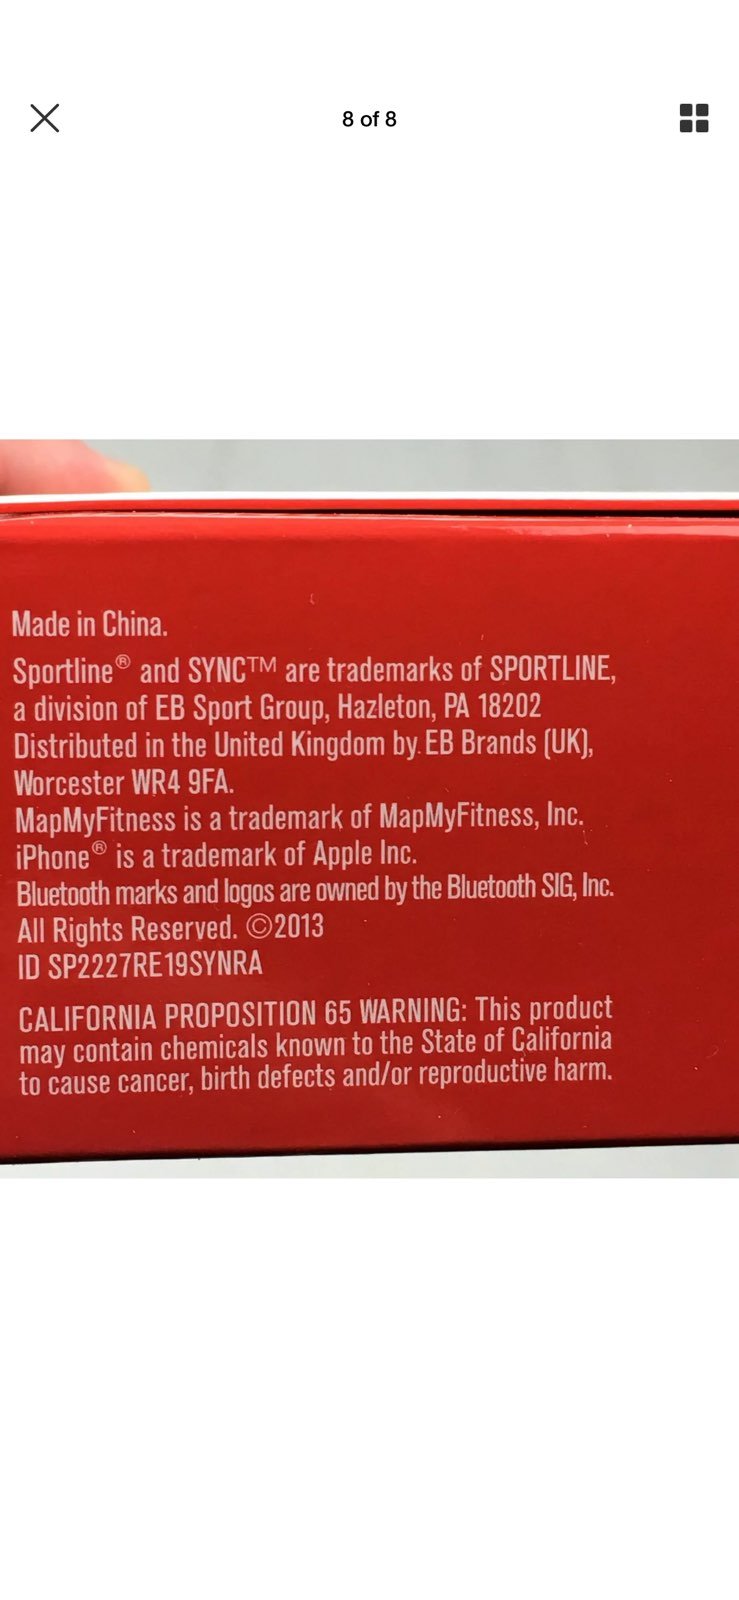 8 of 8
Made in China.
Sportline® and SYNC™ are trademarks of SPORTLINE,
a division of EB Sport Group, Hazleton, PA 18202
Distributed in the United Kingdom by EB Brands (UK),
Worcester WR4 9FA.
MapMyFitness is a trademark of MapMyFitness, Inc.
iPhone® is a trademark of Apple Inc.
Bluetooth marks and logos are owned by the Bluetooth SIG, Inc.
All Rights Reserved. ©2013
ID SP2227RE19SYNRA
CALIFORNIA PROPOSITION 65 WARNING: This product
may contain chemicals known to the State of California
to cause cancer, birth defects and/or reproductive harm.